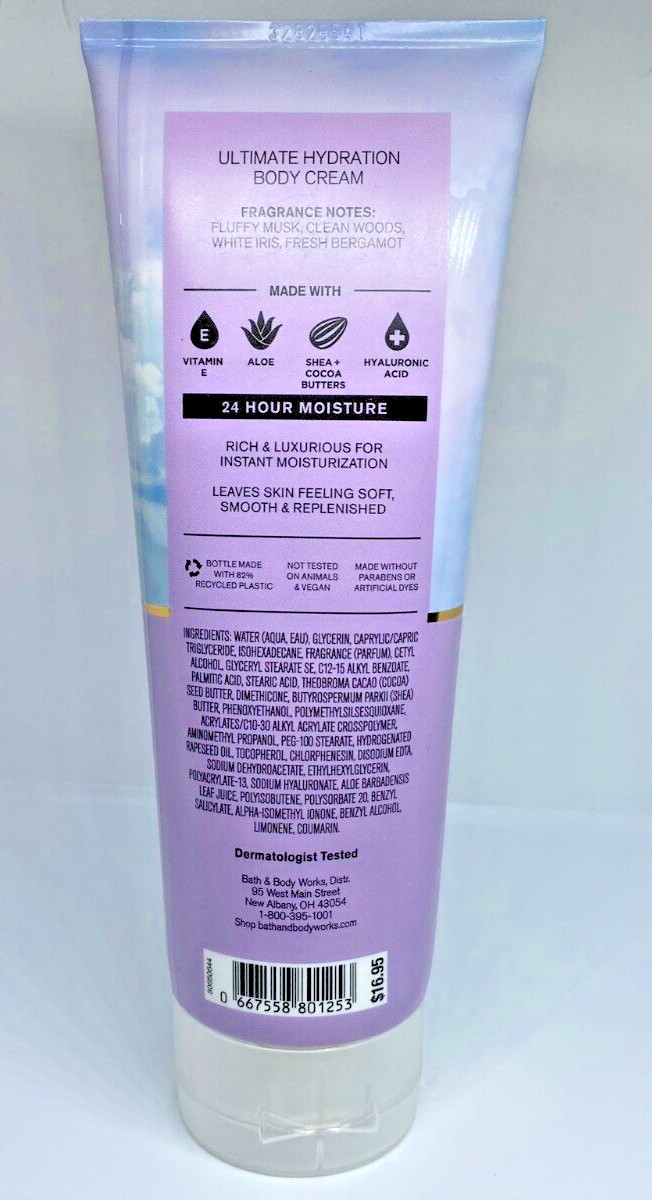 ULTIMATE HYDRATION
BODY CREAM
FRAGRANCE NOTES:
FLUFFY MUSK, CLEAN WOODS,
WHITE IRIS, FRESH BERGAMOT
MADE WITH
E
VITAMIN
E
ALOE
SHEA +
COCOA
BUTTERS
HYALURONIC
ACID
24 HOUR MOISTURE
RICH & LUXURIOUS FOR
INSTANT MOISTURIZATION
LEAVES SKIN FEELING SOFT,
SMOOTH & REPLENISHED
BOTTLE MADE
WITH 82%
RECYCLED PLASTIC
NOT TESTED
ON ANIMALS
& VEGAN
MADE WITHOUT
PARABENS OR
ARTIFICIAL DYES
INGREDIENTS: WATER (AQUA, EAU), GLYCERIN, CAPRYLIC/CAPRIC
TRIGLYCERIDE, ISOHEXADECANE, FRAGRANCE (PARFUM), CETYL
ALCOHOL, GLYCERYL STEARATE SE, C12-15 ALKYL BENZOATE,
PALMITIC ACID, STEARIC ACID, THEOBROMA CACAO (COCOA)
SEED BUTTER, DIMETHICONE, BUTYROSPERMUM PARKII (SHEA)
BUTTER, PHENOXYETHANOL, POLYMETHYLSILSESQUIOXANE,
ACRYLATES/C10-30 ALKYL ACRYLATE CROSSPOLYMER,
AMINOMETHYL PROPANOL, PEG-100 STEARATE, HYDROGENATED
RAPESEED OIL, TOCOPHEROL, CHLORPHENESIN, DISODIUM EDTA,
SODIUM DEHYDROACETATE, ETHYLHEXYLGLYCERIN,
POLYACRYLATE-13, SODIUM HYALURONATE, ALOE BARBADENSIS
LEAF JUICE, POLYISOBUTENE, POLYSORBATE 20, BENZYL
SALICYLATE, ALPHA-ISOMETHYL IONONE, BENZYL ALCOHOL,
LIMONENE, COUMARIN.
Dermatologist Tested
Bath & Body Works, Distr.
95 West Main Street
New Albany, OH 43054
1-800-395-1001
Shop bathandbodyworks.com
0 667558 801253
$16.95